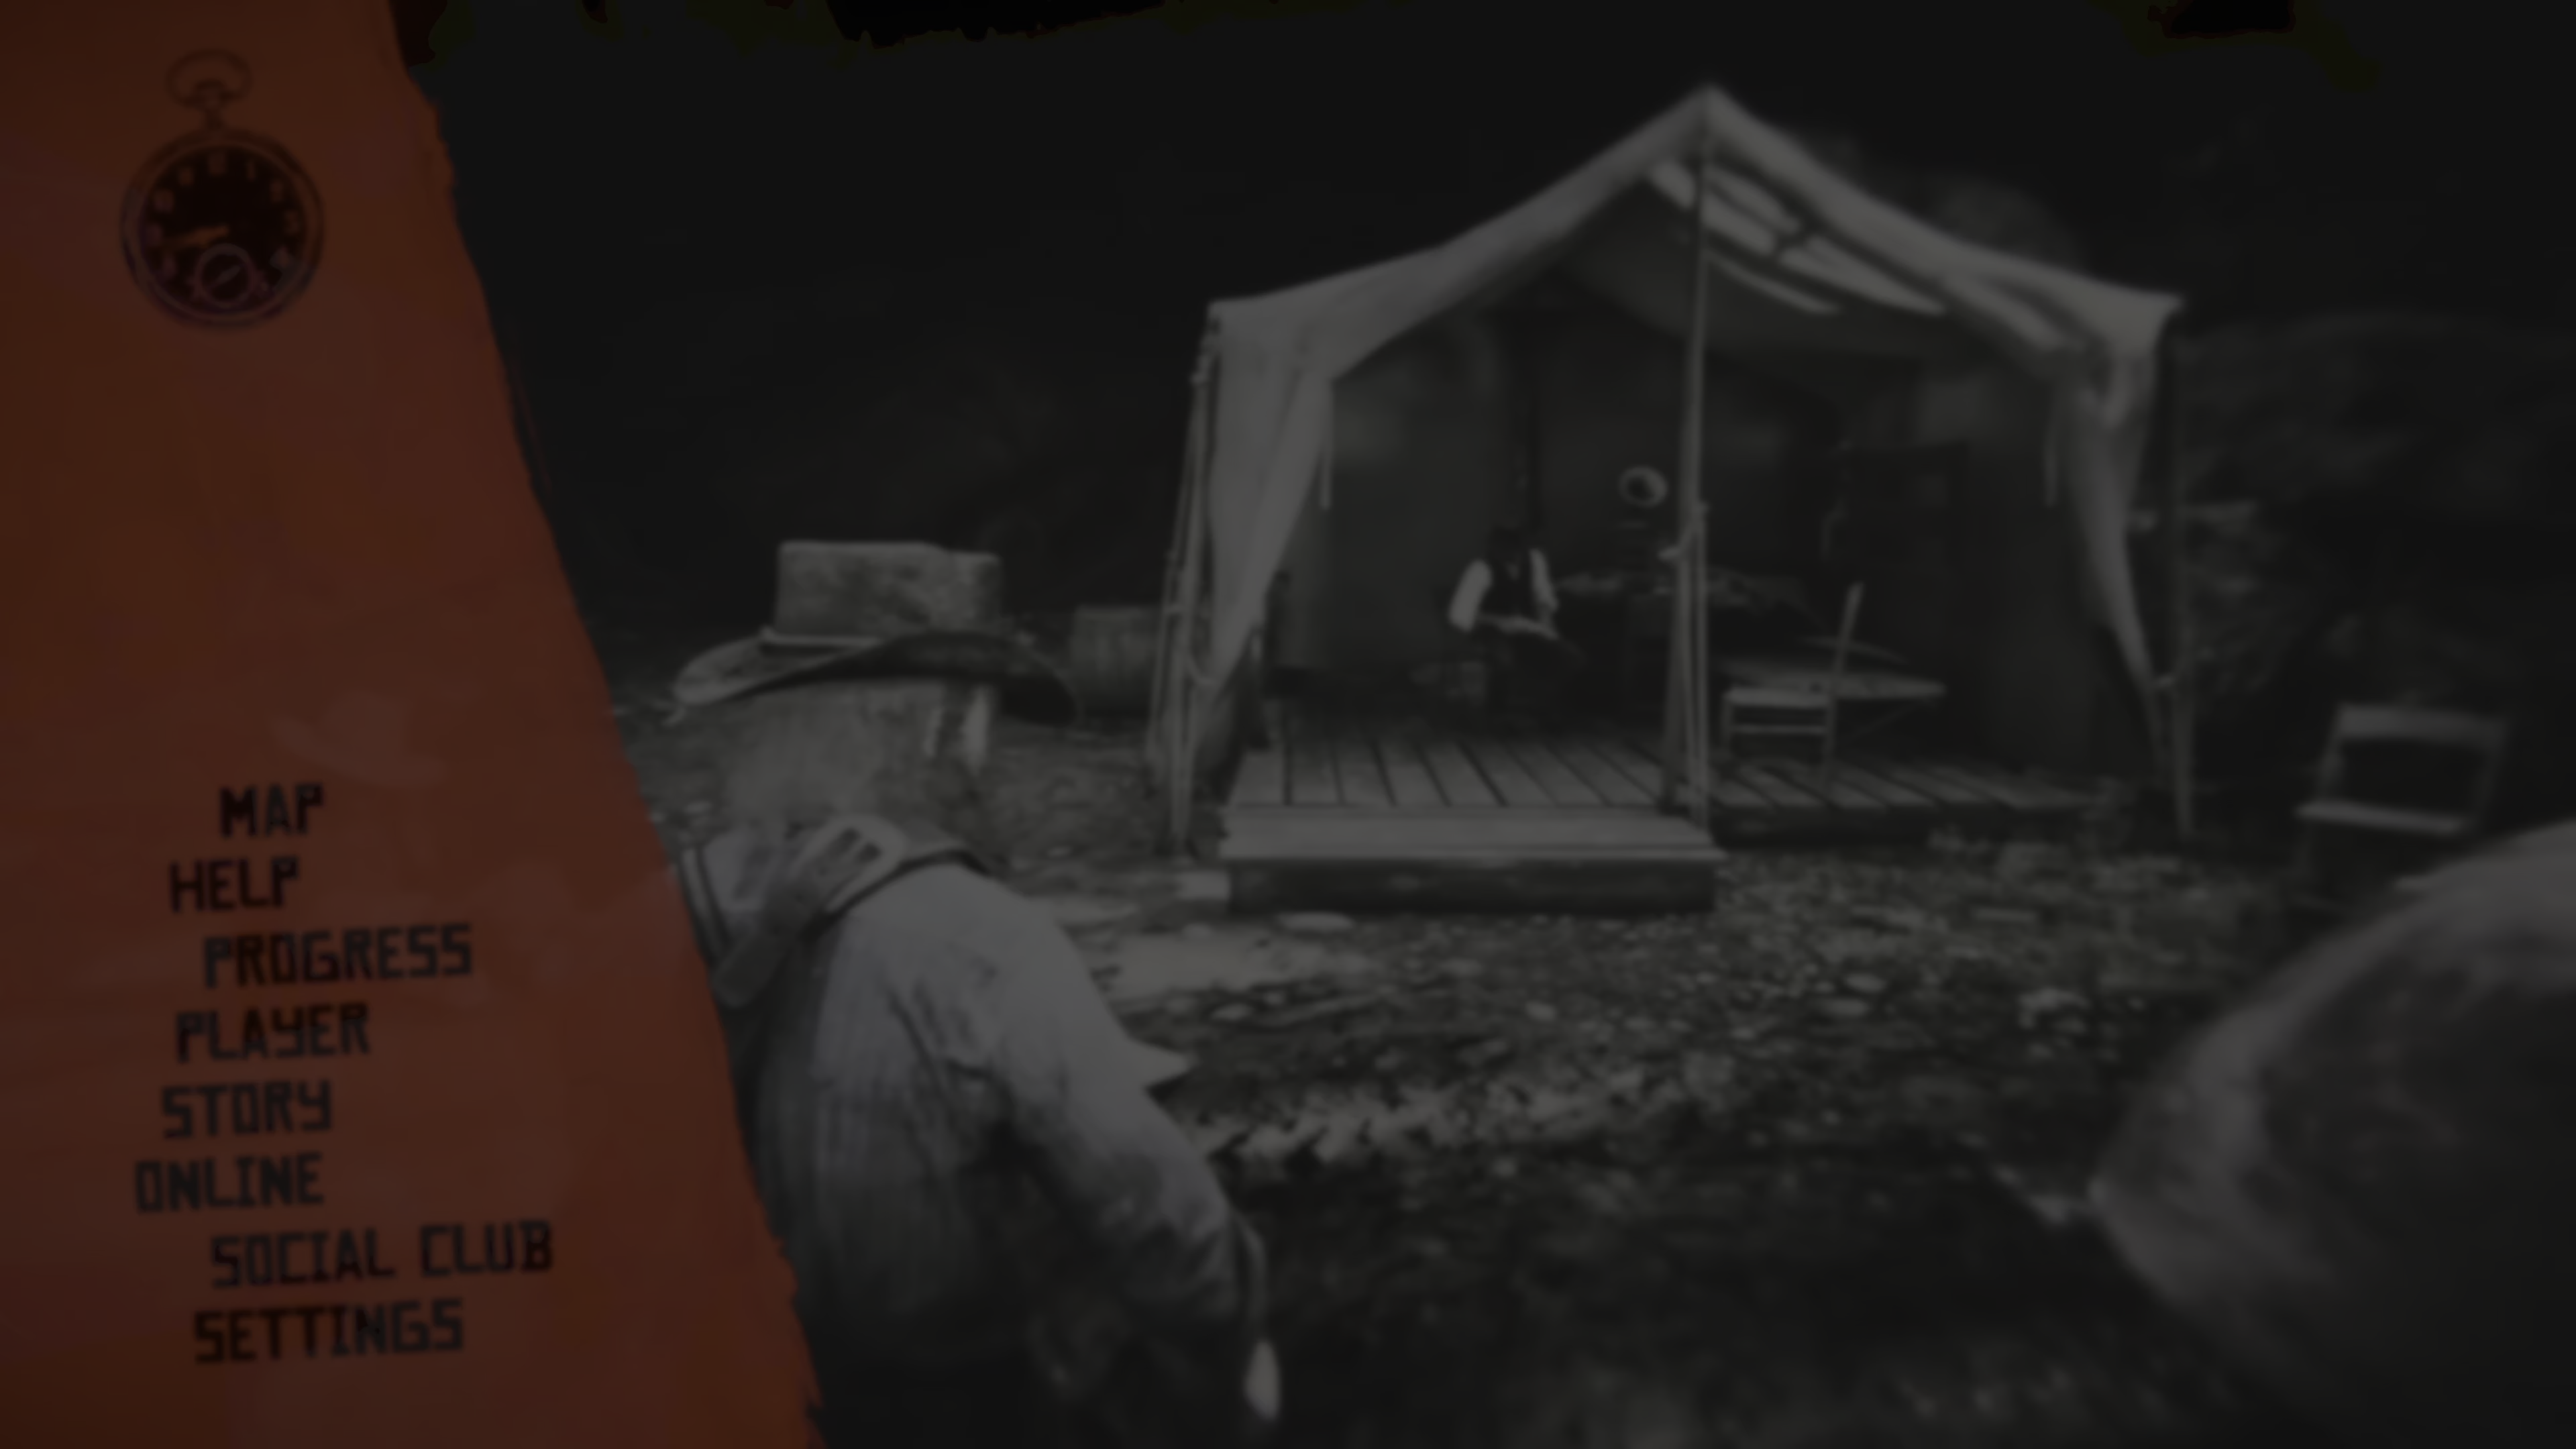 MAP
HELP
PROGRESS
PLAYER
STORY
ONLINE
SOCIAL CLUB
SETTINGS